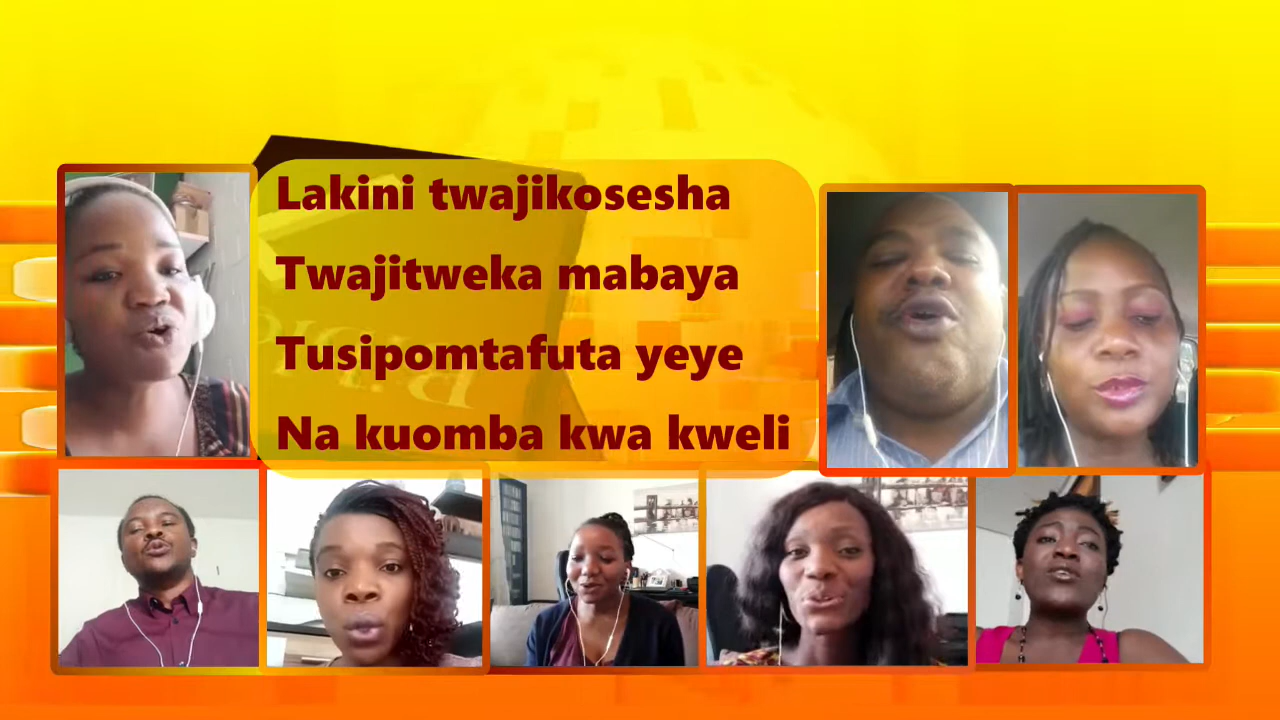 Lakini twajikosesha
Twajitweka mabaya
Tusipomtafuta yeye
Na kuomba kwa kweli